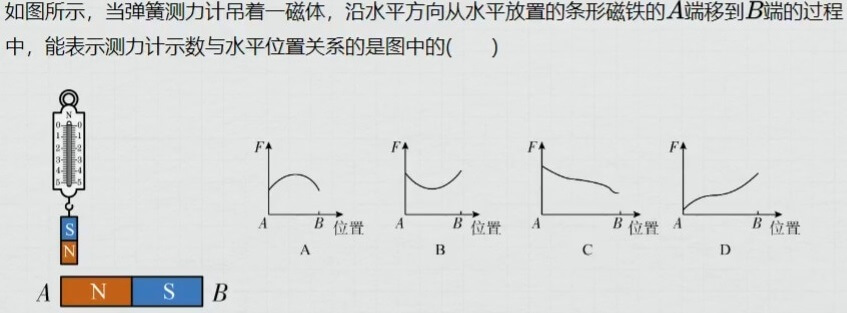 如图所示，当弹簧测力计吊着一磁体，沿水平方向从水平放置的条形磁铁的A端移到B端的过程
中，能表示测力计示数与水平位置关系的是图中的(　　)
N
0 0
1 1
2 2
3 3
4 4
5 5
S
N
A N S B
F
A B 位置
A
F
A B 位置
B
F
A B 位置
C
F
A B 位置
D